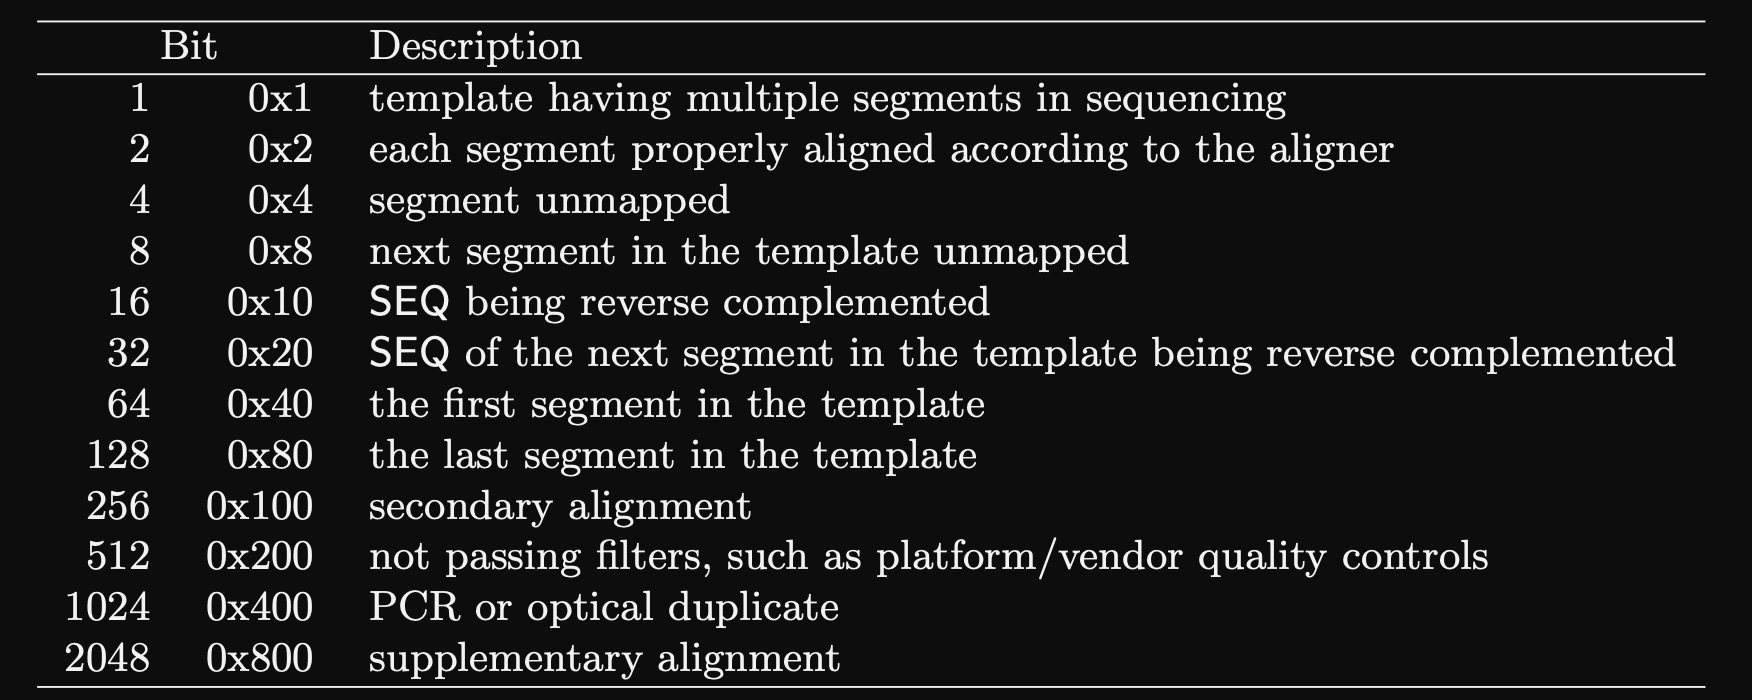 Bit Description
1 0x1 template having multiple segments in sequencing
2 0x2 each segment properly aligned according to the aligner
4 0x4 segment unmapped
8 0x8 next segment in the template unmapped
16 0x10 SEQ being reverse complemented
32 0x20 SEQ of the next segment in the template being reverse complemented
64 0x40 the first segment in the template
128 0x80 the last segment in the template
256 0x100 secondary alignment
512 0x200 not passing filters, such as platform/vendor quality controls
1024 0x400 PCR or optical duplicate
2048 0x800 supplementary alignment